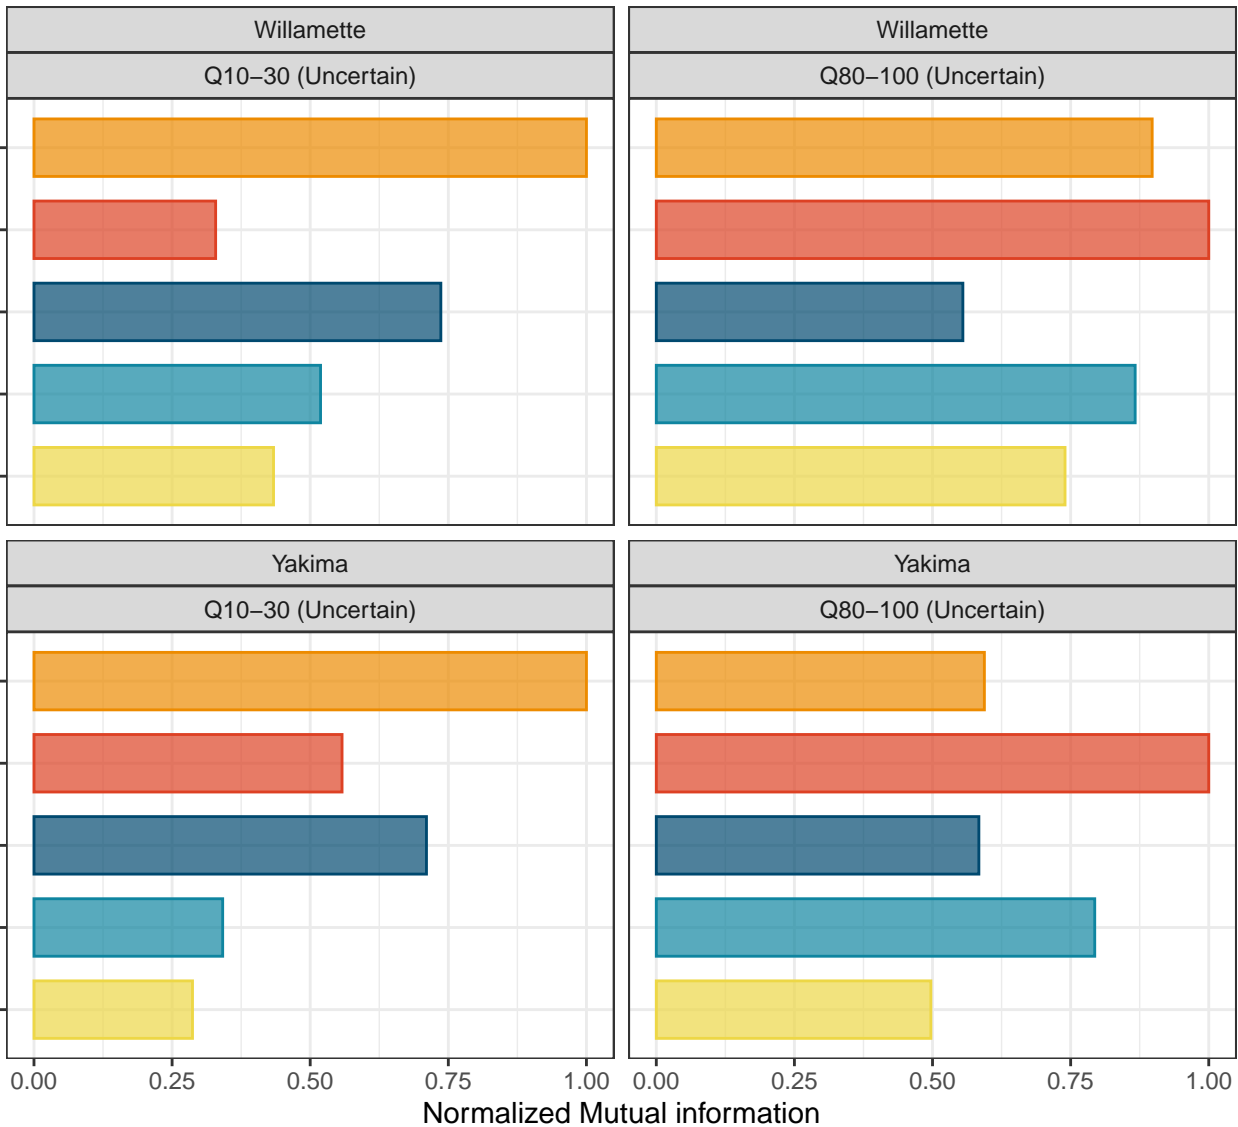 Willamette
Willamette
Q10−30 (Uncertain)
Q80−100 (Uncertain)
Yakima
Yakima
Q10−30 (Uncertain)
Q80−100 (Uncertain)
0.00 0.25 0.50 0.75 1.00
0.00 0.25 0.50 0.75 1.00
Normalized Mutual information